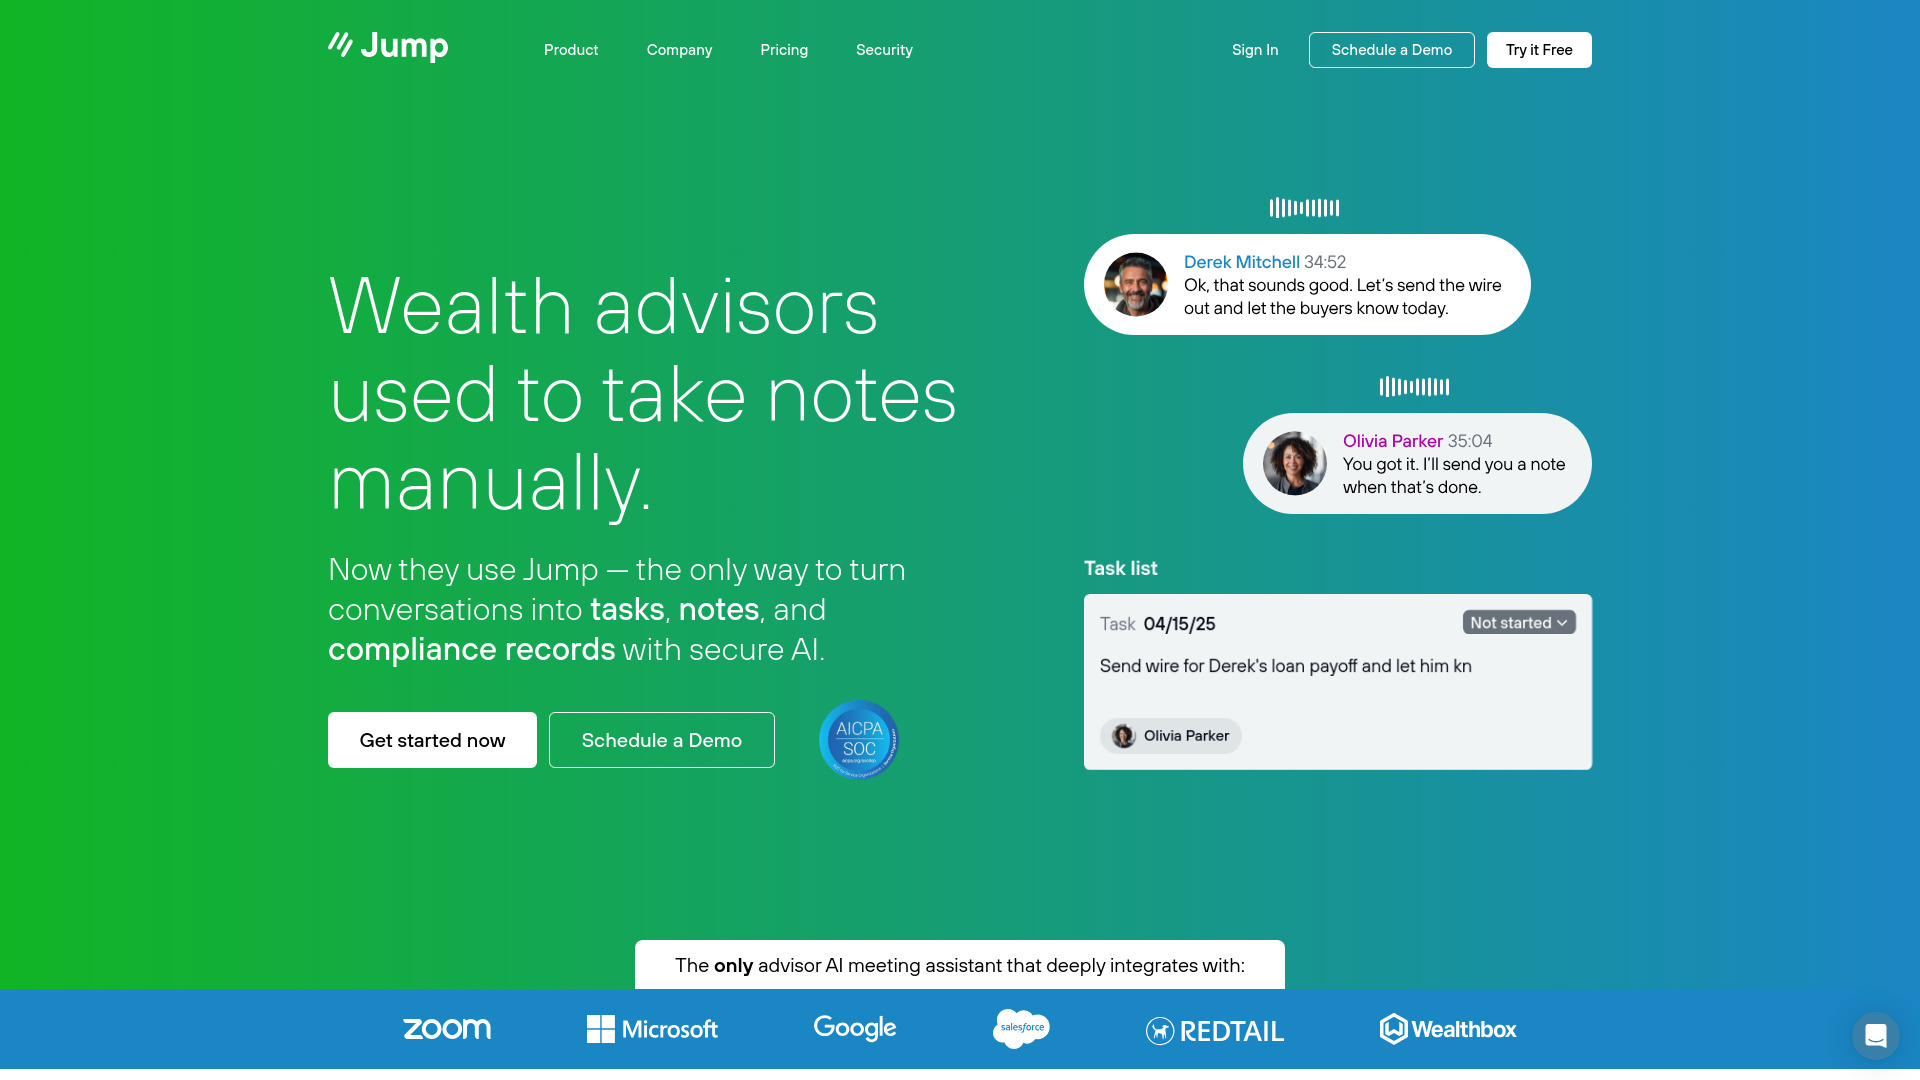 Jump
Product
Company
Pricing
Security
Sign In
Schedule a Demo
Try it Free
Wealth advisors
used to take notes
manually.
Now they use Jump — the only way to turn
conversations into tasks, notes, and
compliance records with secure AI.
Get started now
Schedule a Demo
AICPA
SOC
Derek Mitchell 34:52
Ok, that sounds good. Let’s send the wire
out and let the buyers know today.
Olivia Parker 35:04
You got it. I’ll send you a note
when that’s done.
Task list
Task 04/15/25
Not started
Send wire for Derek's loan payoff and let him kn
Olivia Parker
The only advisor AI meeting assistant that deeply integrates with:
zoom
Microsoft
Google
salesforce
REDTAIL
Wealthbox